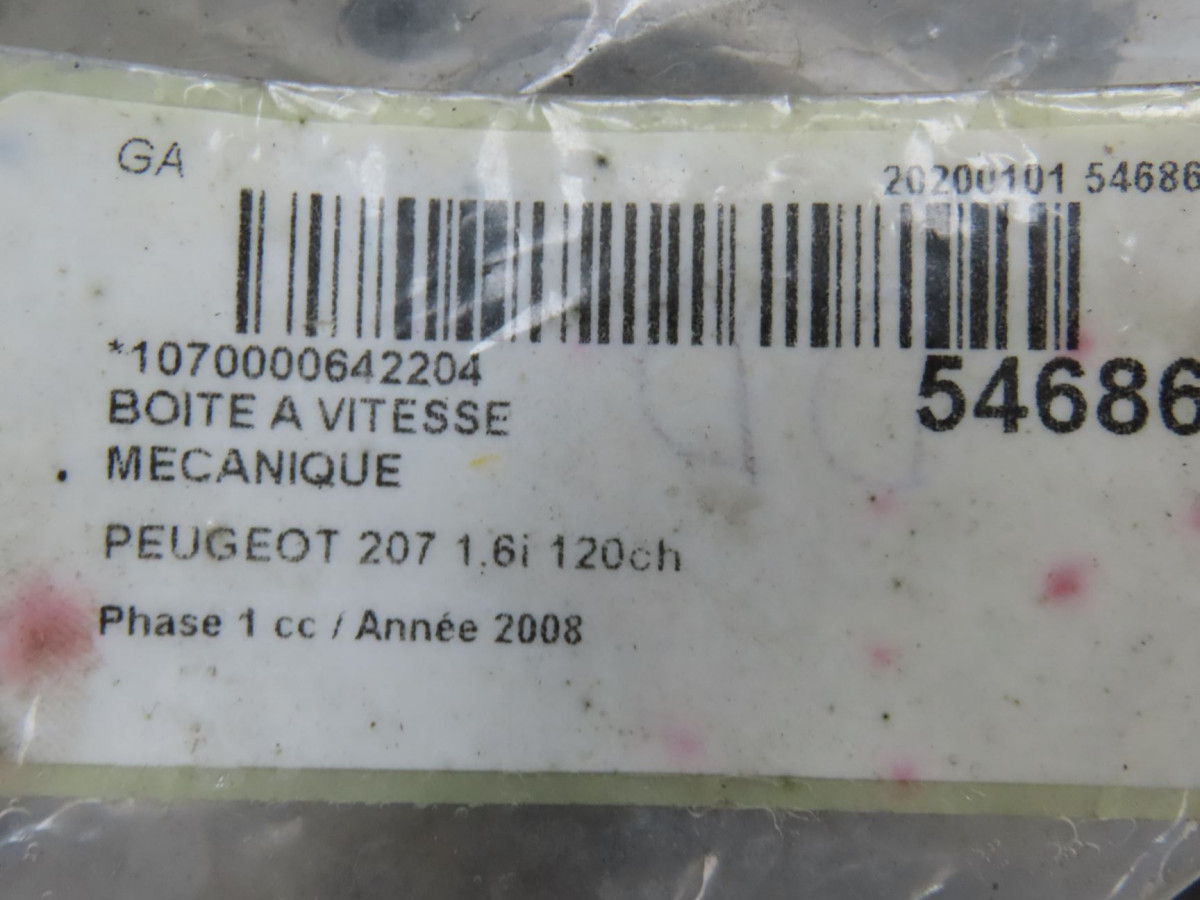 GA
20200101 54686
*1070000642204
54686
BOITE A VITESSE
MECANIQUE
PEUGEOT 207 1.6i 120ch
Phase 1 cc / Année 2008